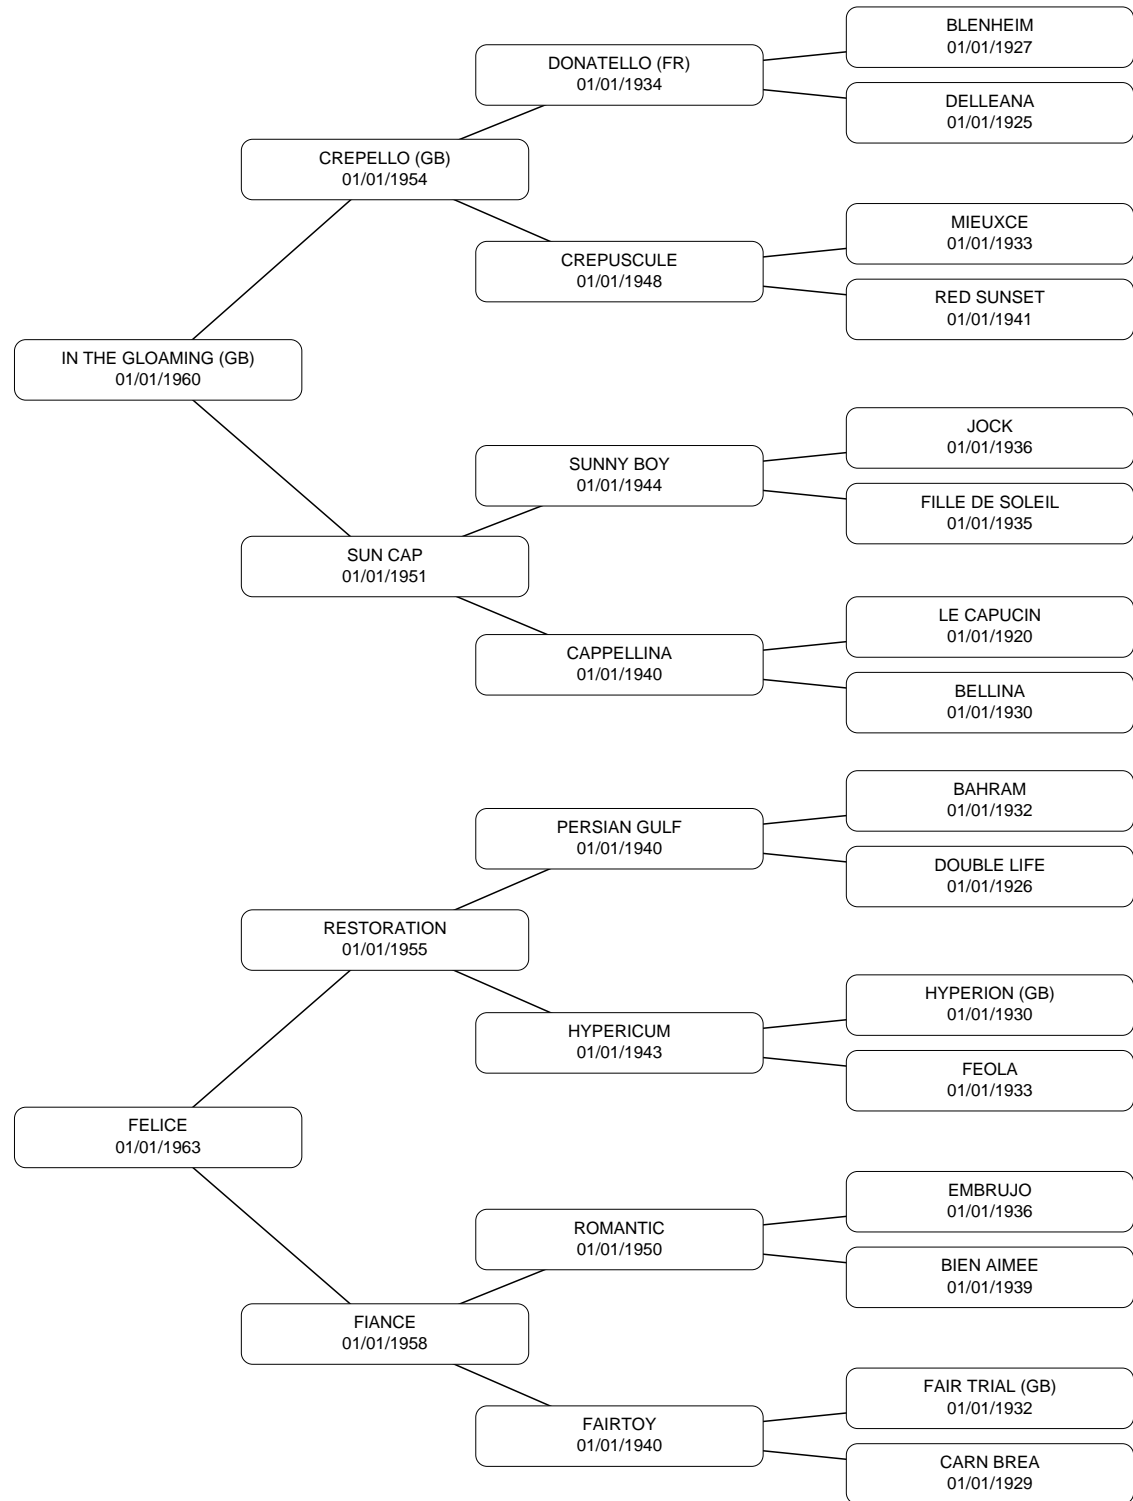 BLENHEIM
01/01/1927
DONATELLO (FR)
01/01/1934
DELLEANA
01/01/1925
CREPELLO (GB)
01/01/1954
MIEUXCE
01/01/1933
CREPUSCULE
01/01/1948
RED SUNSET
01/01/1941
IN THE GLOAMING (GB)
01/01/1960
JOCK
01/01/1936
SUNNY BOY
01/01/1944
FILLE DE SOLEIL
01/01/1935
SUN CAP
01/01/1951
LE CAPUCIN
01/01/1920
CAPPELLINA
01/01/1940
BELLINA
01/01/1930
BAHRAM
01/01/1932
PERSIAN GULF
01/01/1940
DOUBLE LIFE
01/01/1926
RESTORATION
01/01/1955
HYPERION (GB)
01/01/1930
HYPERICUM
01/01/1943
FEOLA
01/01/1933
FELICE
01/01/1963
EMBRUJO
01/01/1936
ROMANTIC
01/01/1950
BIEN AIMEE
01/01/1939
FIANCE
01/01/1958
FAIR TRIAL (GB)
01/01/1932
FAIRTOY
01/01/1940
CARN BREA
01/01/1929